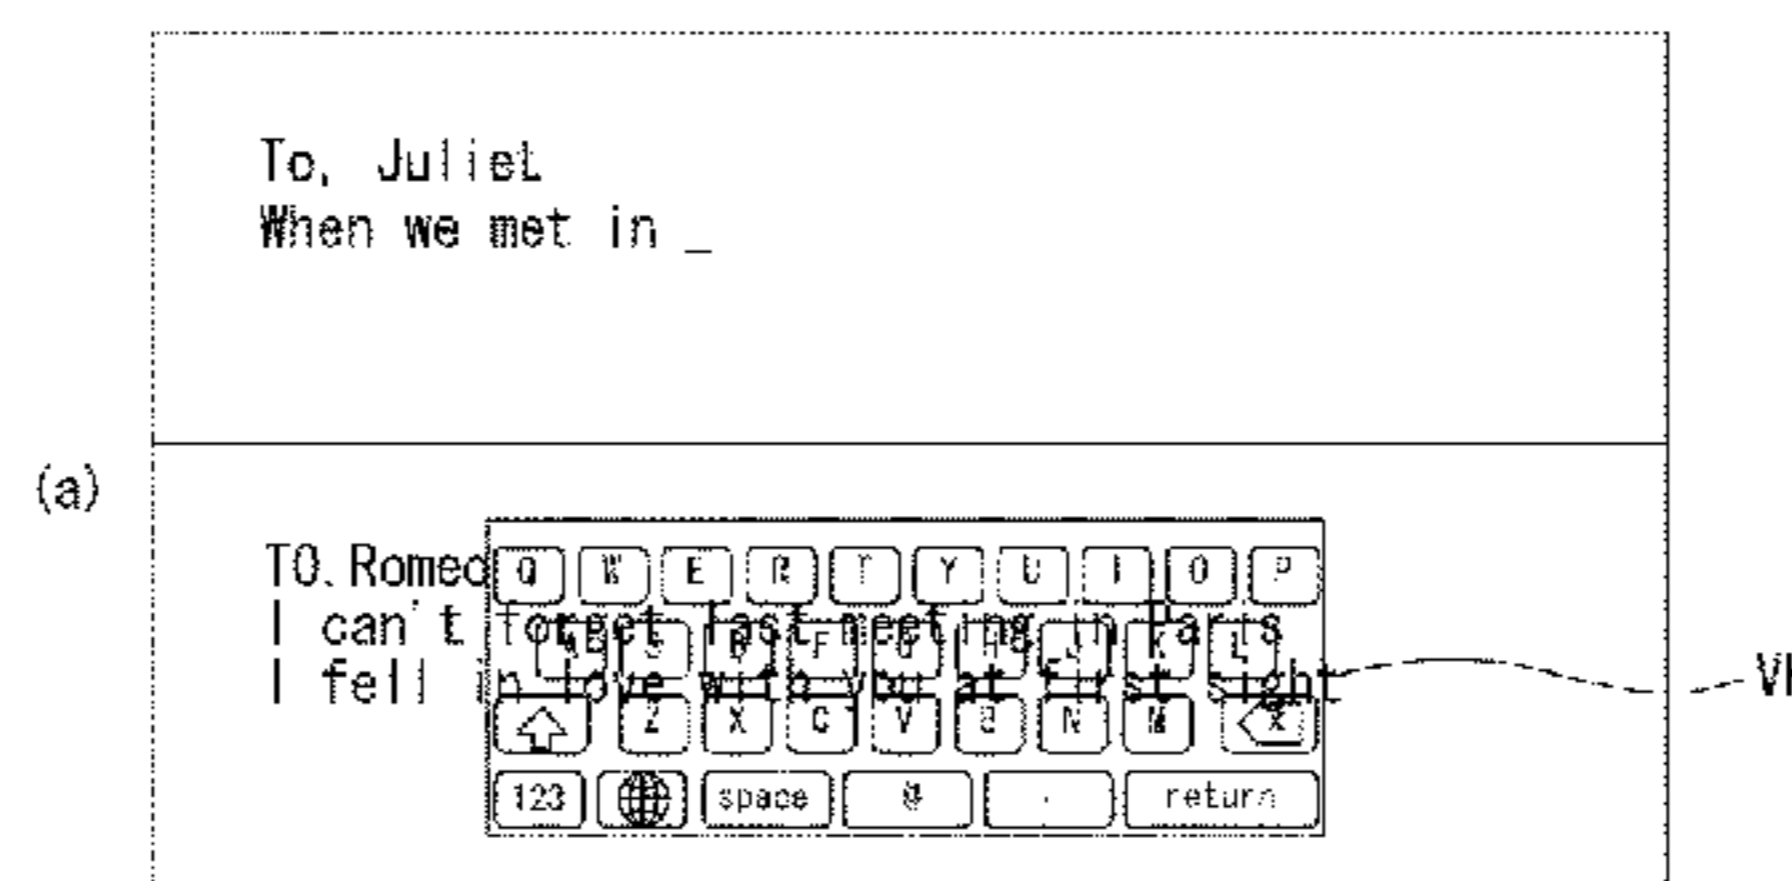 To, Juliet
When we met in _
(a)
TO.Romeo
I can't forget last meeting in Paris
I fell in love with you at first sight
Q W E R T Y U I O P
A S D F G H J K L
Z X C V B N M X
123 space @ . return